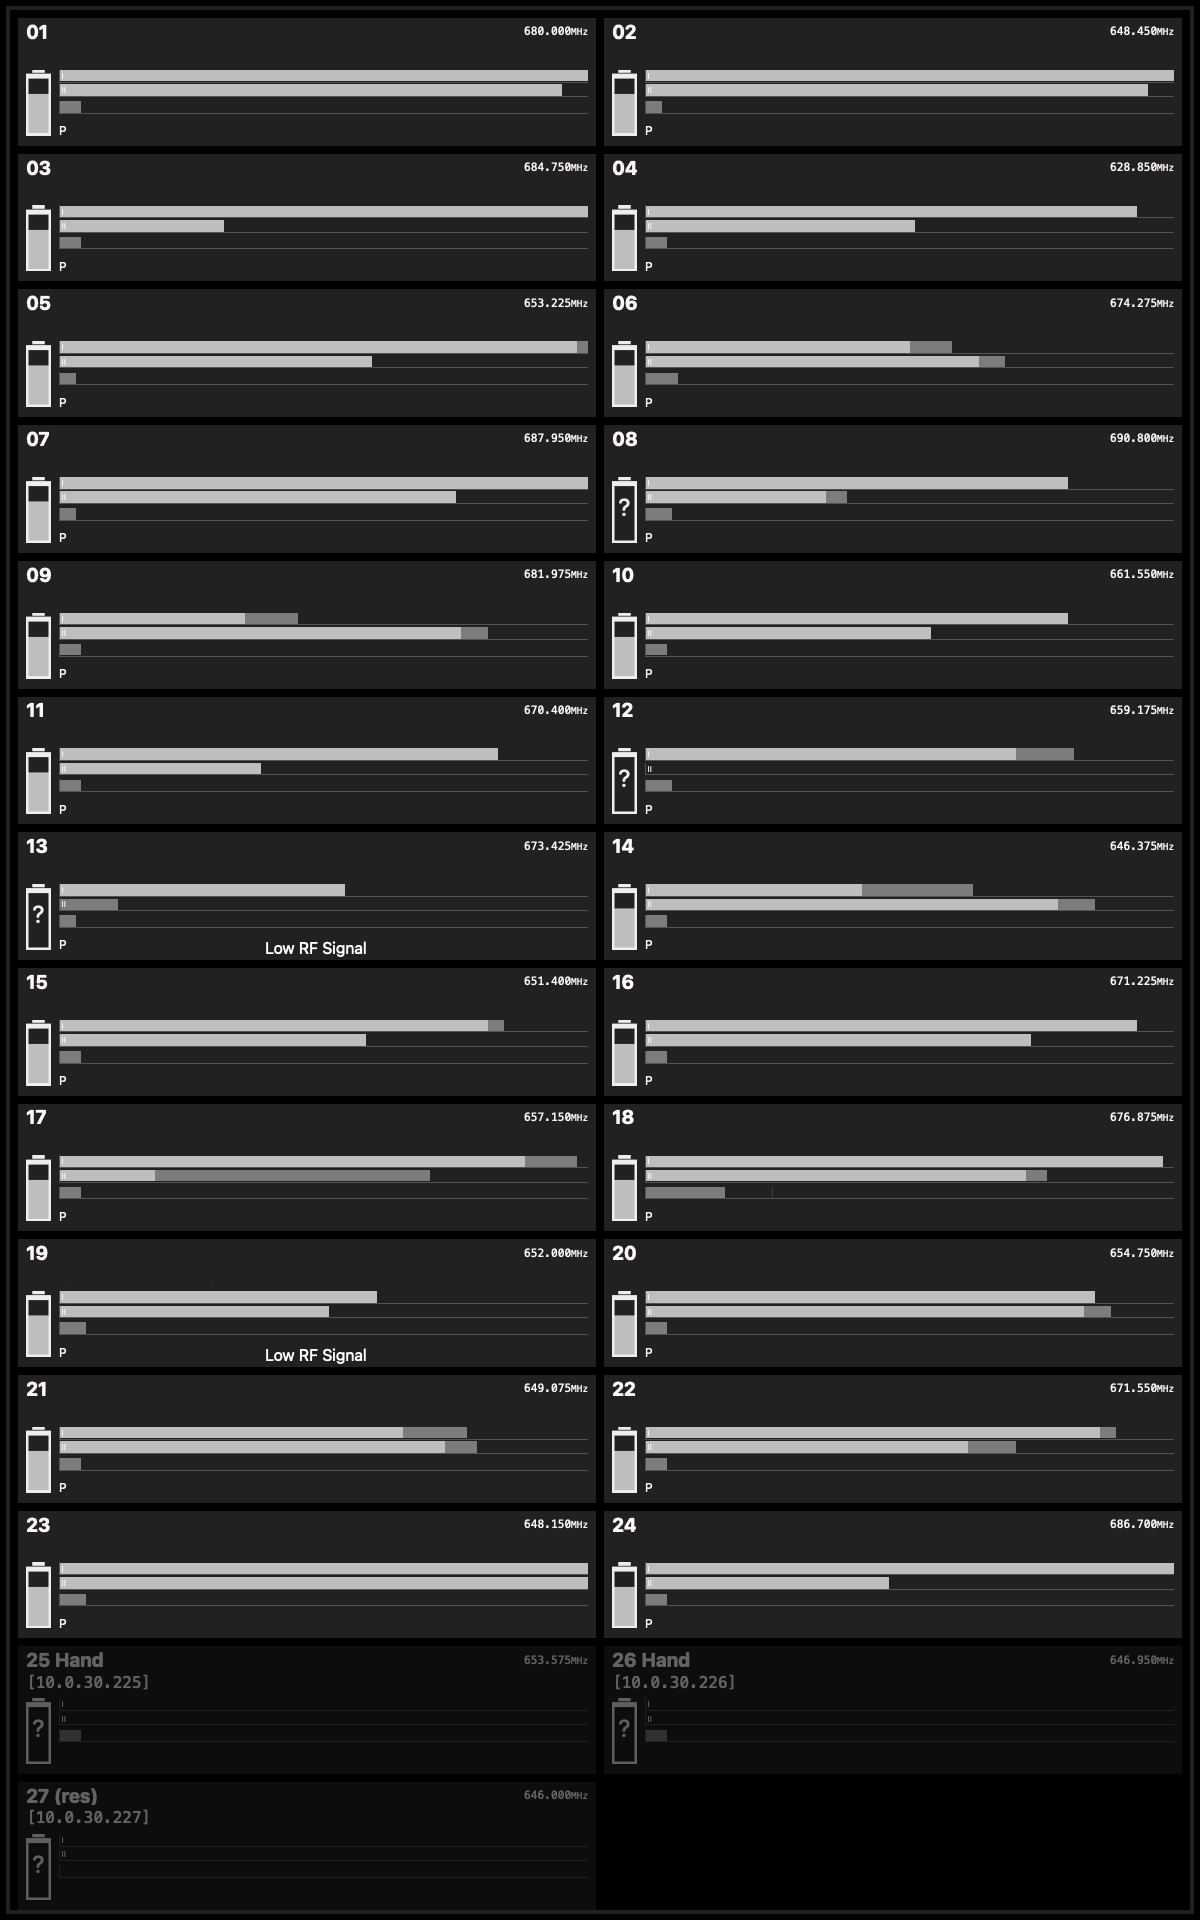 01 680.000MHz
I
II
P
02 648.450MHz
I
II
P
03 684.750MHz
I
II
P
04 628.850MHz
I
II
P
05 653.225MHz
I
II
P
06 674.275MHz
I
II
P
07 687.950MHz
I
II
P
08 690.800MHz
I
? II
P
09 681.975MHz
I
II
P
10 661.550MHz
I
II
P
11 670.400MHz
I
II
P
12 659.175MHz
I
? II
P
13 673.425MHz
I
? II
P Low RF Signal
14 646.375MHz
I
II
P
15 651.400MHz
I
II
P
16 671.225MHz
I
II
P
17 657.150MHz
I
II
P
18 676.875MHz
I
II
P
19 652.000MHz
I
II
P Low RF Signal
20 654.750MHz
I
II
P
21 649.075MHz
I
II
P
22 671.550MHz
I
II
P
23 648.150MHz
I
II
P
24 686.700MHz
I
II
P
25 Hand 653.575MHz
[10.0.30.225]
I
? II
26 Hand 646.950MHz
[10.0.30.226]
I
? II
27 (res) 646.000MHz
[10.0.30.227]
I
? II